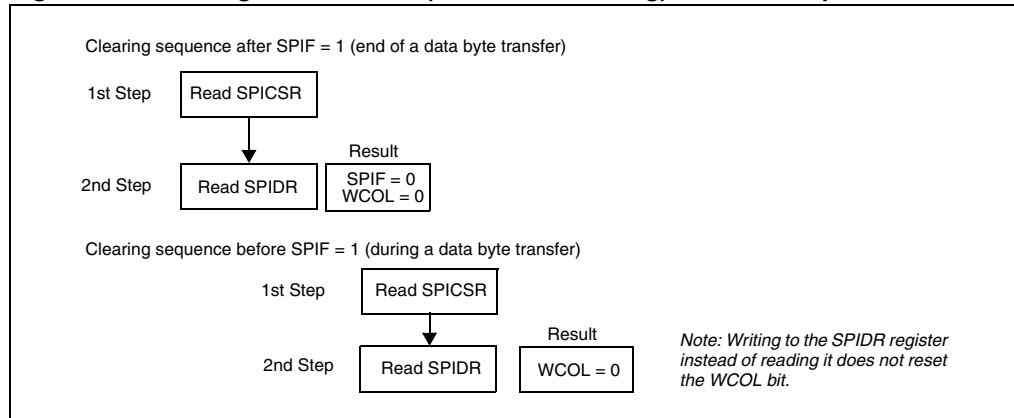 Clearing sequence after SPIF = 1 (end of a data byte transfer)
1st Step
Read SPICSR
Result
2nd Step
Read SPIDR
SPIF = 0
WCOL = 0
Clearing sequence before SPIF = 1 (during a data byte transfer)
1st Step
Read SPICSR
Result
2nd Step
Read SPIDR
WCOL = 0
Note: Writing to the SPIDR register
instead of reading it does not reset
the WCOL bit.